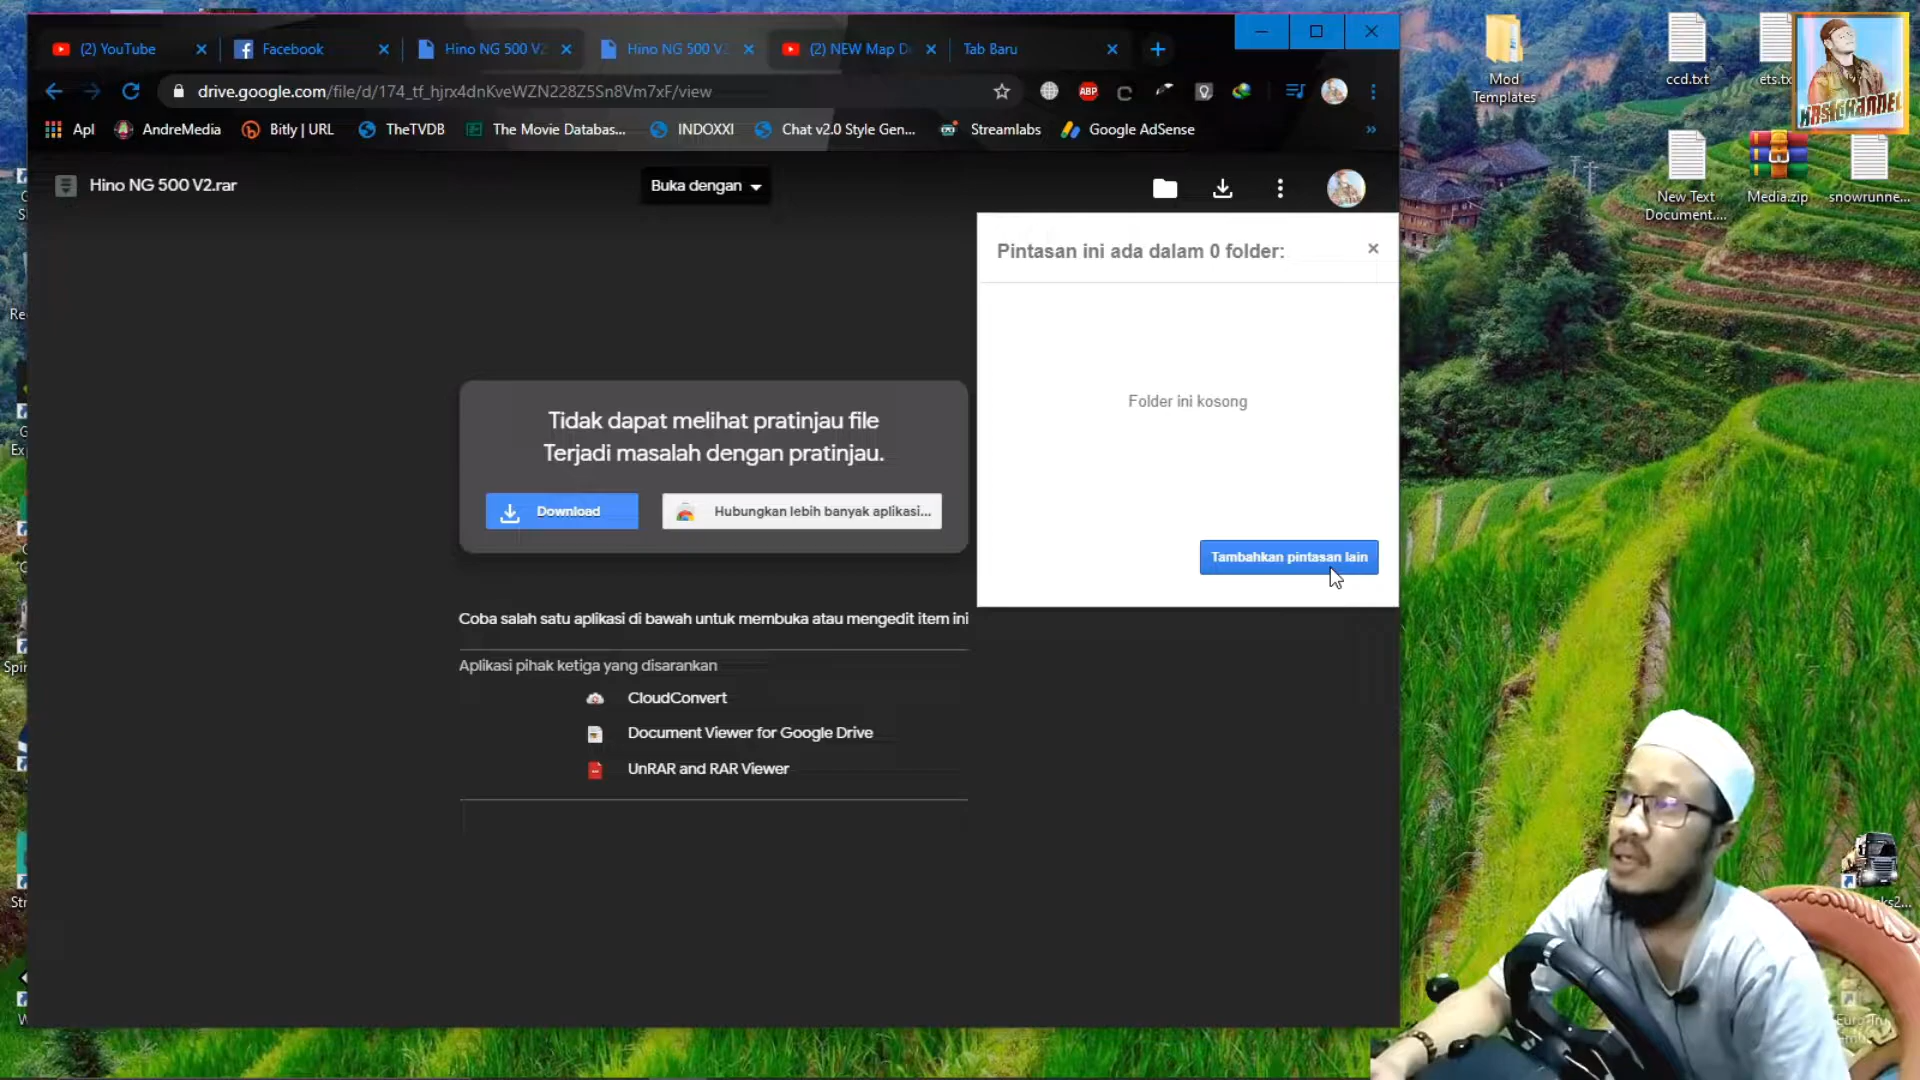 (2) YouTube
Facebook
Hino NG 500 V2
Hino NG 500 V2
(2) NEW Map D
Tab Baru
drive.google.com/file/d/174_tf_hjrx4dnKveWZN228Z5Sn8Vm7xF/view
ABP
Apl
AndreMedia
Bitly | URL
TheTVDB
The Movie Databas...
INDOXXI
Chat v2.0 Style Gen...
Streamlabs
Google AdSense
»
Hino NG 500 V2.rar
Buka dengan
Pintasan ini ada dalam 0 folder:
Folder ini kosong
Tambahkan pintasan lain
Tidak dapat melihat pratinjau file
Terjadi masalah dengan pratinjau.
Download
Hubungkan lebih banyak aplikasi...
Coba salah satu aplikasi di bawah untuk membuka atau mengedit item ini
Aplikasi pihak ketiga yang disarankan
CloudConvert
Document Viewer for Google Drive
UnRAR and RAR Viewer
Mod
Templates
ccd.txt
New Text
Document....
Media.zip
snowrunne...